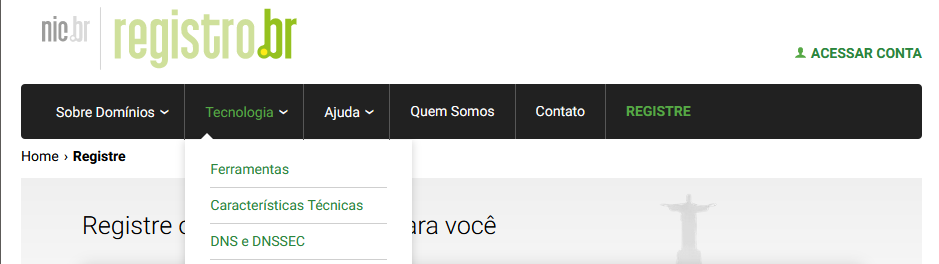 nic.br
registro.br
ACESSAR CONTA
Sobre Domínios
Tecnologia
Ajuda
Quem Somos
Contato
REGISTRE
Home › Registre
Ferramentas
Características Técnicas
DNS e DNSSEC
Registre
você